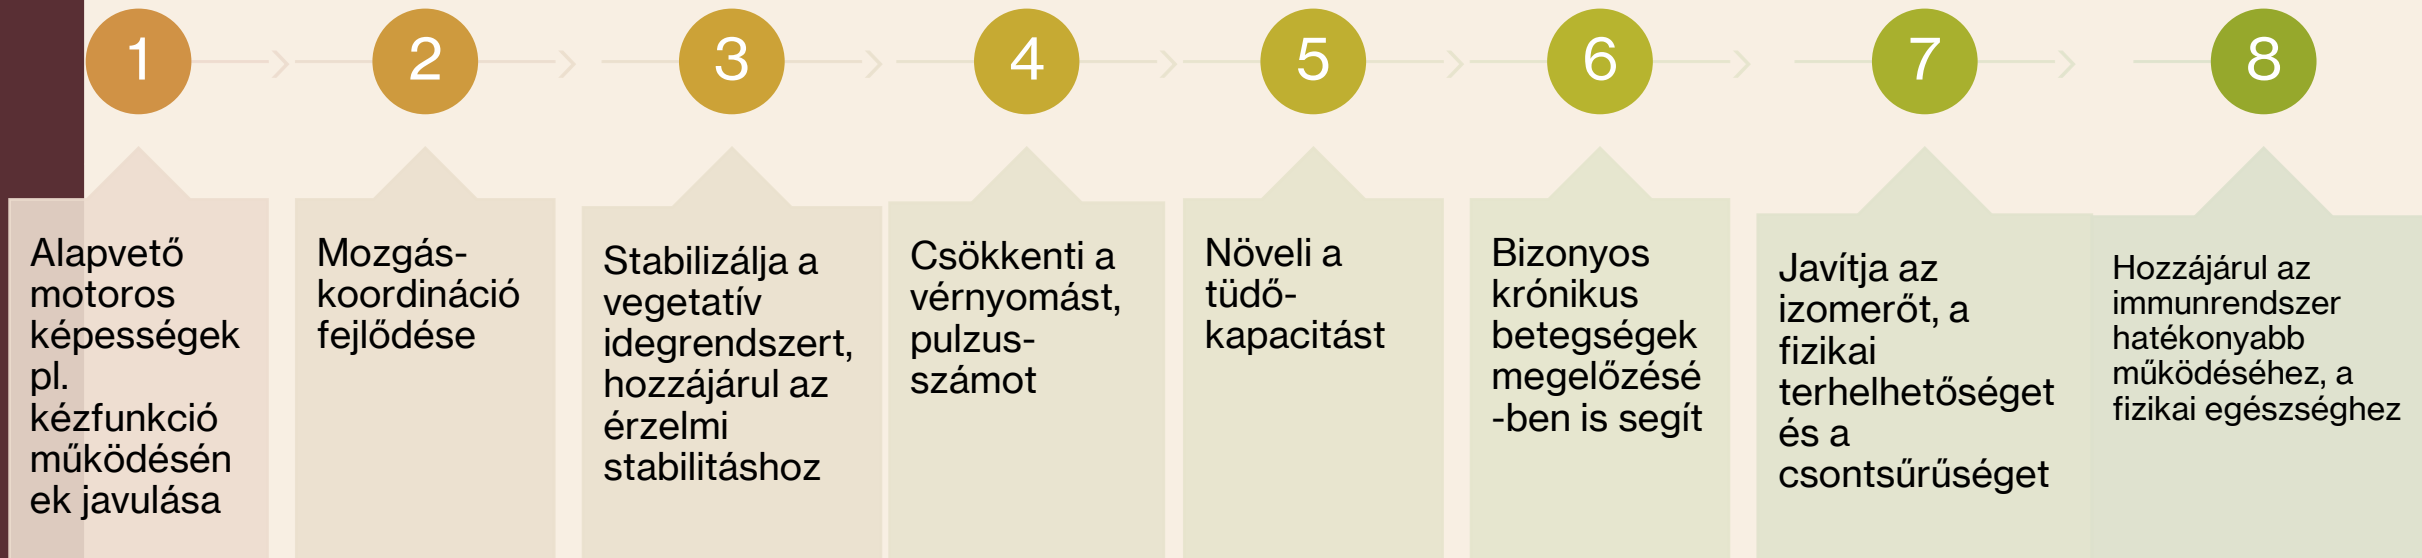 1
Alapvető
motoros
képességek
pl.
kézfunkció
működésén
ek javulása
2
Mozgás-
koordináció
fejlődése
3
Stabilizálja a
vegetatív
idegrendszert,
hozzájárul az
érzelmi
stabilitáshoz
4
Csökkenti a
vérnyomást,
pulzus-
számot
5
Növeli a
tüdő-
kapacitást
6
Bizonyos
krónikus
betegségek
megelőzésé
-ben is segít
7
Javítja az
izomerőt, a
fizikai
terhelhetőséget
és a
csontsűrűséget
8
Hozzájárul az
immunrendszer
hatékonyabb
működéséhez, a
fizikai egészséghez